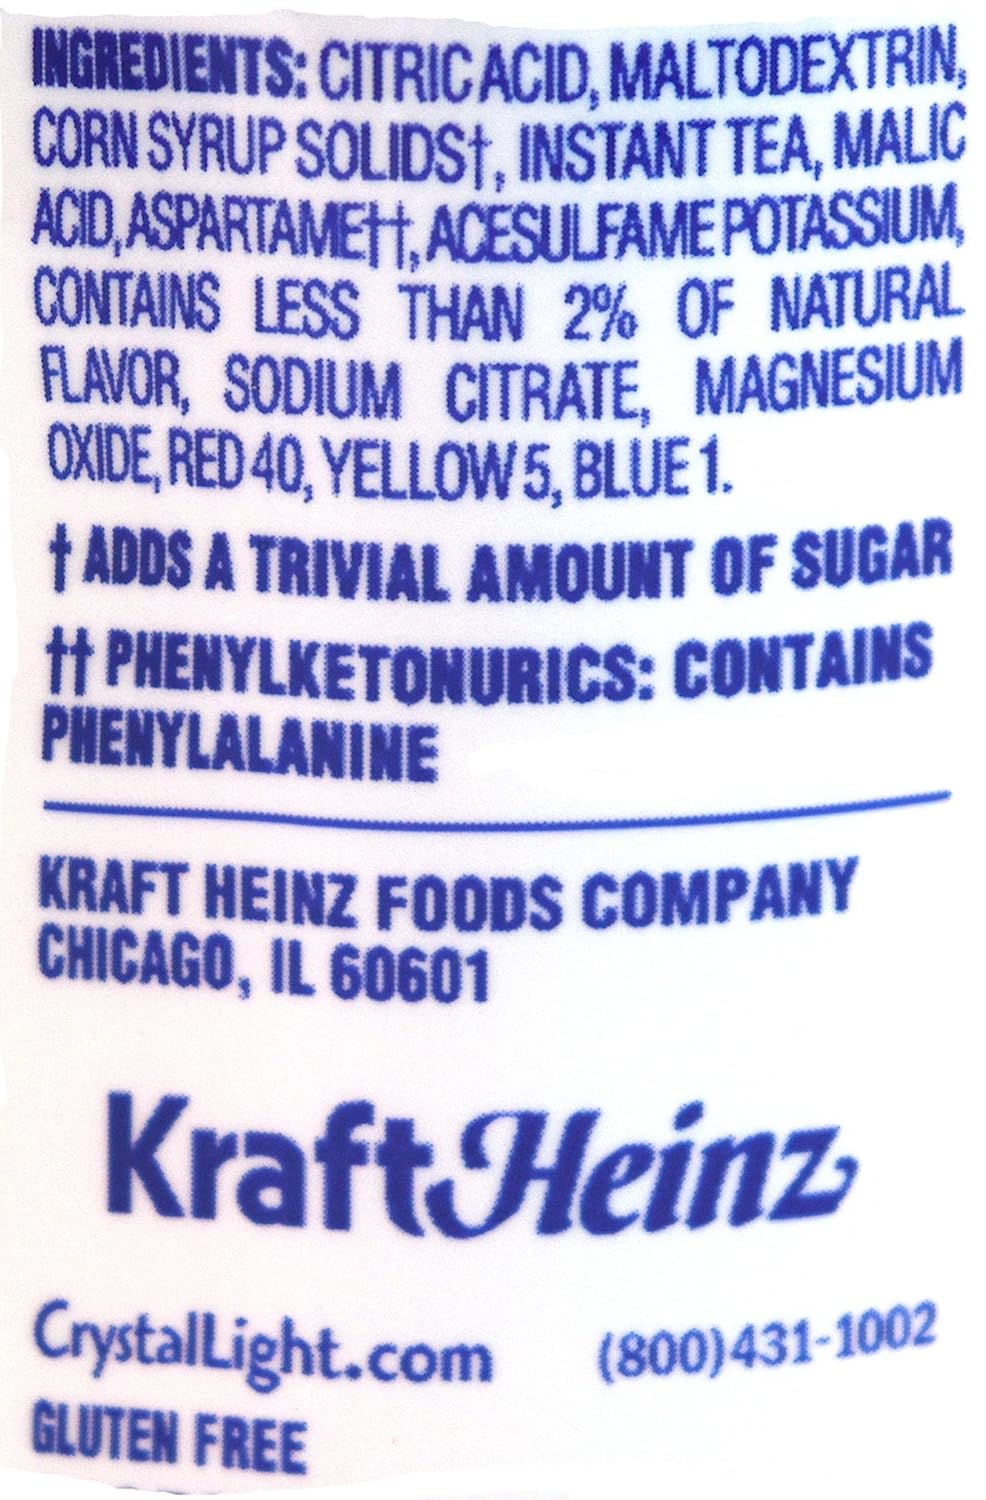 INGREDIENTS: CITRIC ACID, MALTODEXTRIN,
CORN SYRUP SOLIDS†, INSTANT TEA, MALIC
ACID, ASPARTAME††, ACESULFAME POTASSIUM,
CONTAINS LESS THAN 2% OF NATURAL
FLAVOR, SODIUM CITRATE, MAGNESIUM
OXIDE, RED 40, YELLOW 5, BLUE 1.
† ADDS A TRIVIAL AMOUNT OF SUGAR
†† PHENYLKETONURICS: CONTAINS
PHENYLALANINE
KRAFT HEINZ FOODS COMPANY
CHICAGO, IL 60601
KraftHeinz
CrystalLight.com (800)431-1002
GLUTEN FREE